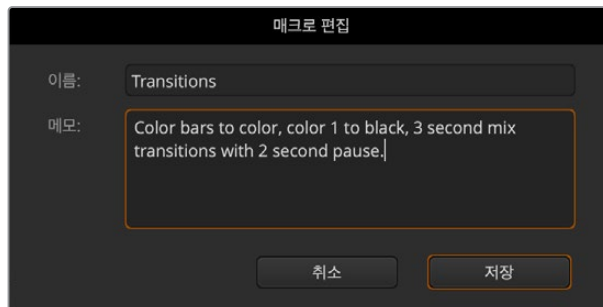 매크로 편집
이름: Transitions
메모: Color bars to color, color 1 to black, 3 second mix
transitions with 2 second pause.
취소 저장